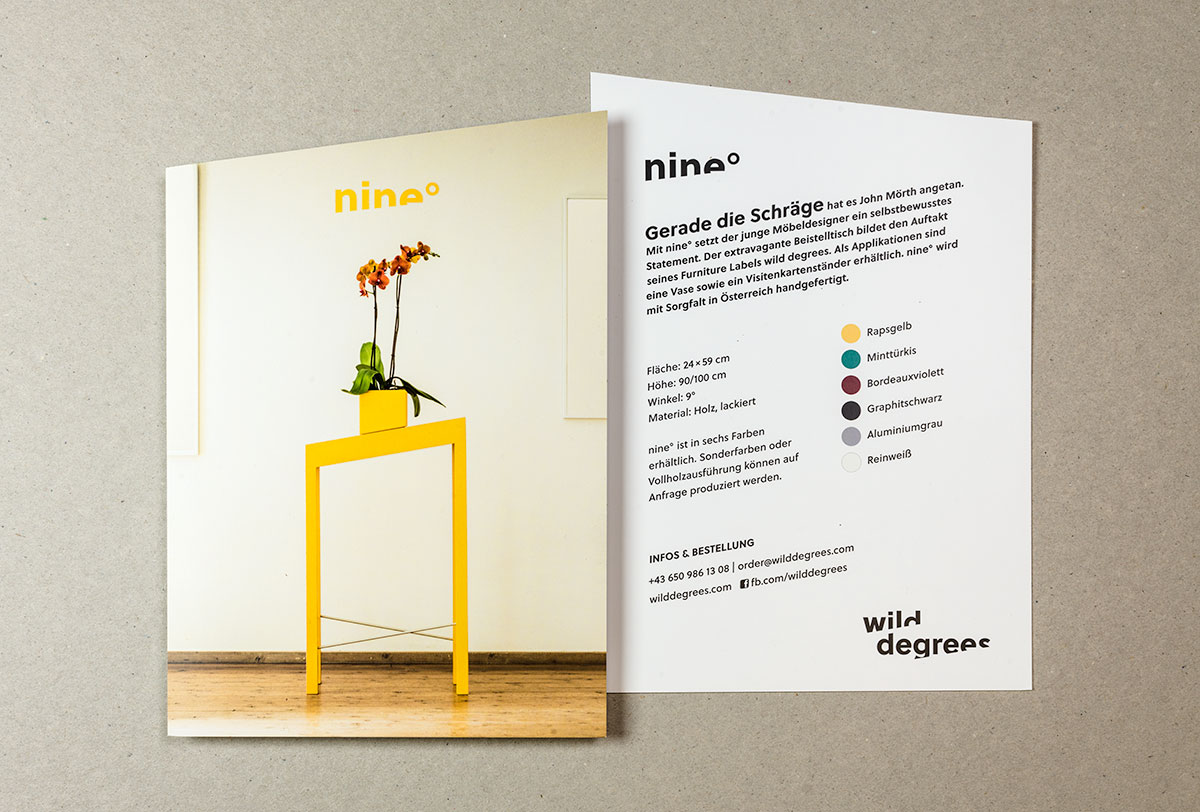 nine°
nine°
Gerade die Schräge hat es John Mörth angetan.
Mit nine° setzt der junge Möbeldesigner ein selbstbewusstes
Statement. Der extravagante Beistelltisch bildet den Auftakt
seines Furniture Labels wild degrees. Als Applikationen sind
eine Vase sowie ein Visitenkartenständer erhältlich. nine° wird
mit Sorgfalt in Österreich handgefertigt.
Fläche: 24 × 59 cm
Höhe: 90/100 cm
Winkel: 9°
Material: Holz, lackiert
nine° ist in sechs Farben
erhältlich. Sonderfarben oder
Vollholzausführung können auf
Anfrage produziert werden.
Rapsgelb
Minttürkis
Bordeauxviolett
Graphitschwarz
Aluminiumgrau
Reinweiß
INFOS & BESTELLUNG
+43 650 986 13 08 | order@wilddegrees.com
wilddegrees.com fb.com/wilddegrees
wild
degrees